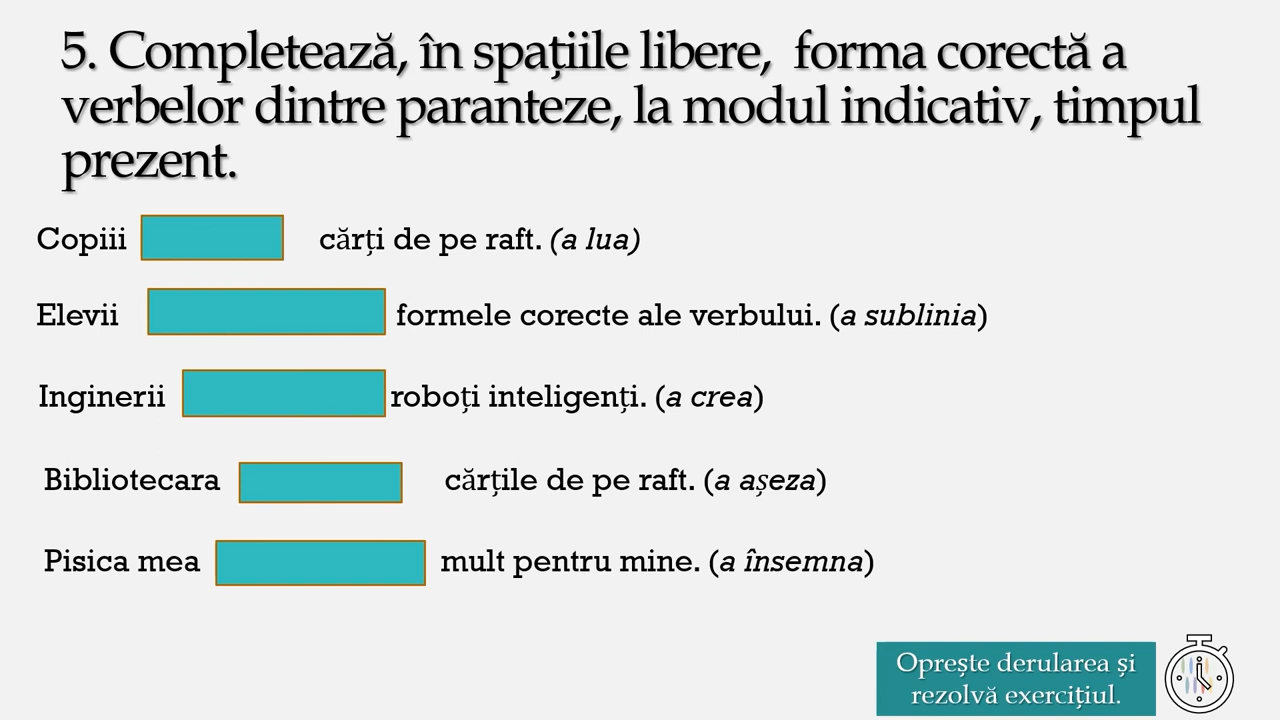 5. Completează, în spațiile libere, forma corectă a
verbelor dintre paranteze, la modul indicativ, timpul
prezent.
Copiii cărți de pe raft. (a lua)
Elevii formele corecte ale verbului. (a sublinia)
Inginerii roboți inteligenți. (a crea)
Bibliotecara cărțile de pe raft. (a așeza)
Pisica mea mult pentru mine. (a însemna)
Oprește derularea și
rezolvă exercițiul.